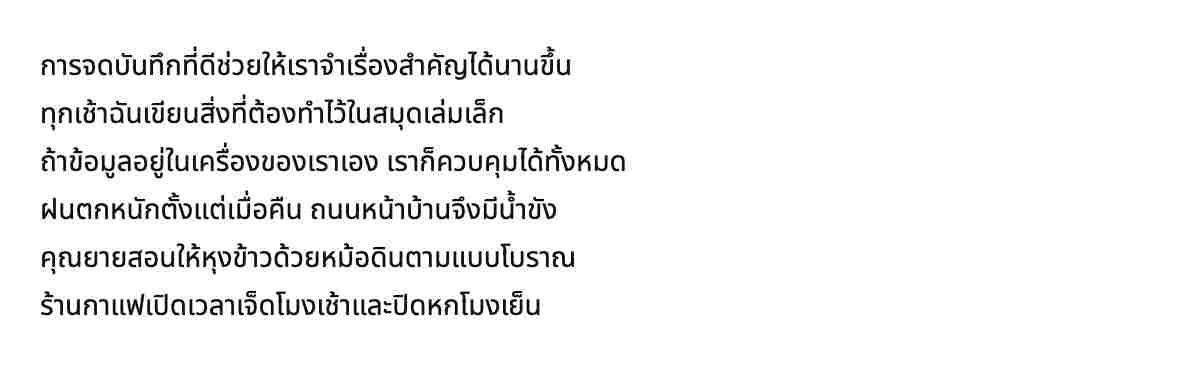 การจดบันทึกที่ดีช่วยให้เราจำเรื่องสำคัญได้นานขึ้น
ทุกเช้าฉันเขียนสิ่งที่ต้องทำไว้ในสมุดเล่มเล็ก
ถ้าข้อมูลอยู่ในเครื่องของเราเอง เราก็ควบคุมได้ทั้งหมด
ฝนตกหนักตั้งแต่เมื่อคืน ถนนหน้าบ้านจึงมีน้ำขัง
คุณยายสอนให้หุงข้าวด้วยหม้อดินตามแบบโบราณ
ร้านกาแฟเปิดเวลาเจ็ดโมงเช้าและปิดหกโมงเย็น